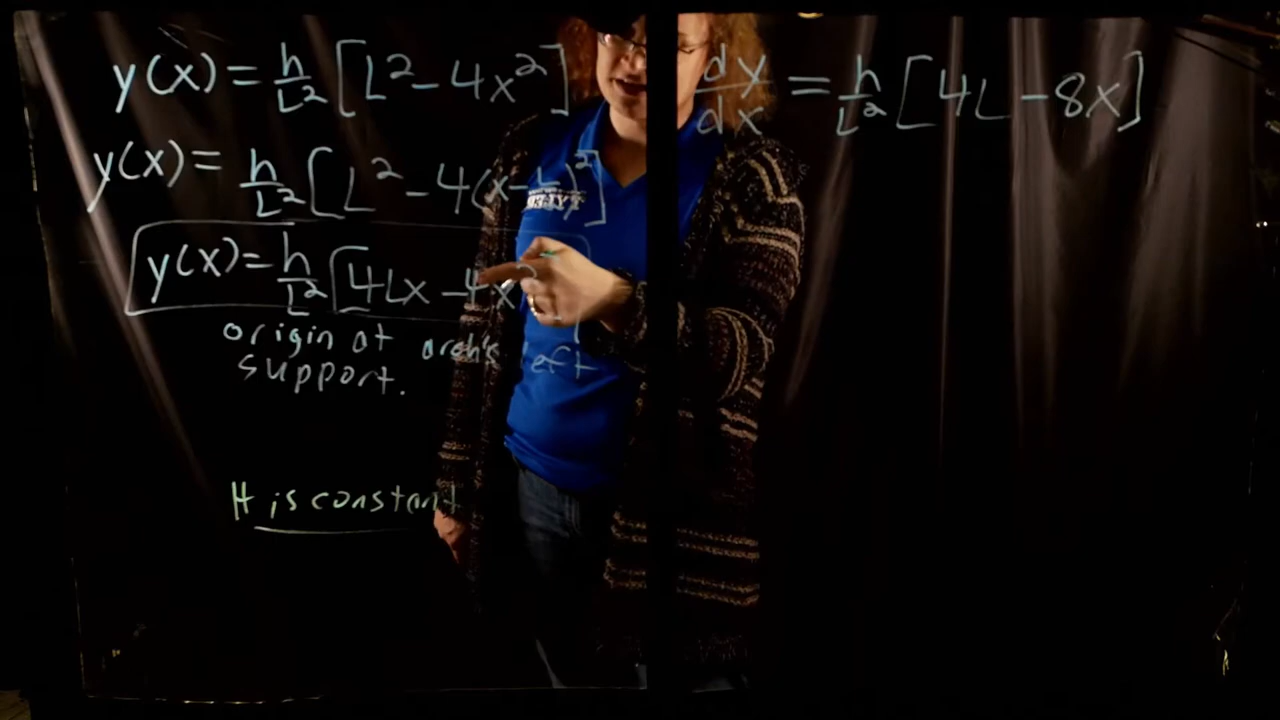 y(x) = h/L² [L² - 4x²]
y(x) = h/L² [L² - 4(x - L/2)²]
y(x) = h/L² [4Lx - 4x²]
origin at arch's left
support.
H is constant
dy/dx = h/L² [4L - 8x]